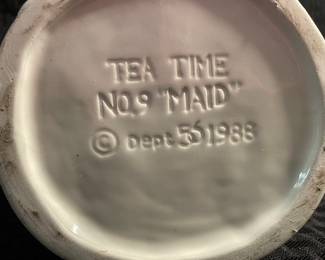 TEA TIME
NO.9 "MAID"
© Dept 56 1988